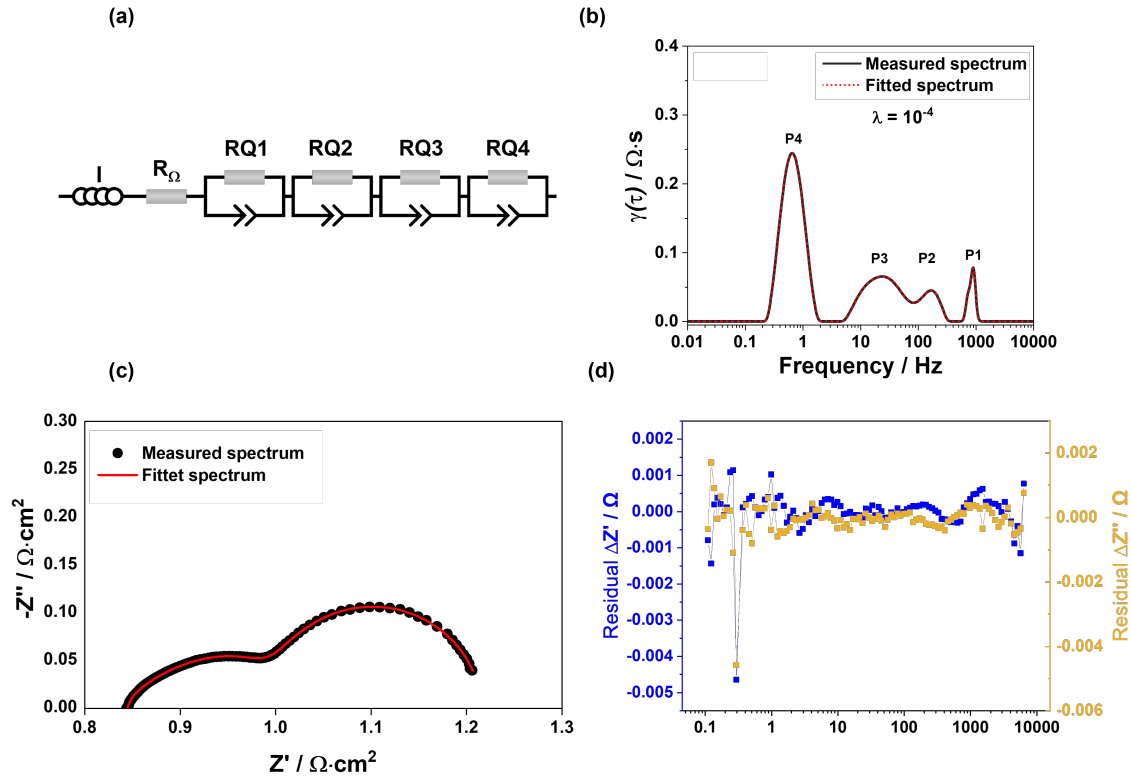 (a)
I
RΩ
RQ1
RQ2
RQ3
RQ4
(b)
γ(τ) / Ω·s
0.4
0.3
0.2
0.1
0.0
Measured spectrum
Fitted spectrum
λ = 10⁻⁴
P4
P3
P2
P1
0.01
0.1
1
10
100
1000
10000
Frequency / Hz
(c)
-Z'' / Ω·cm²
0.30
0.25
0.20
0.15
0.10
0.05
0.00
Measured spectrum
Fittet spectrum
0.8
0.9
1.0
1.1
1.2
1.3
Z' / Ω·cm²
(d)
Residual ΔZ' / Ω
0.002
0.001
0.000
-0.001
-0.002
-0.003
-0.004
-0.005
0.002
0.000
-0.002
-0.004
-0.006
Residual ΔZ'' / Ω
0.1
1
10
100
1000
10000